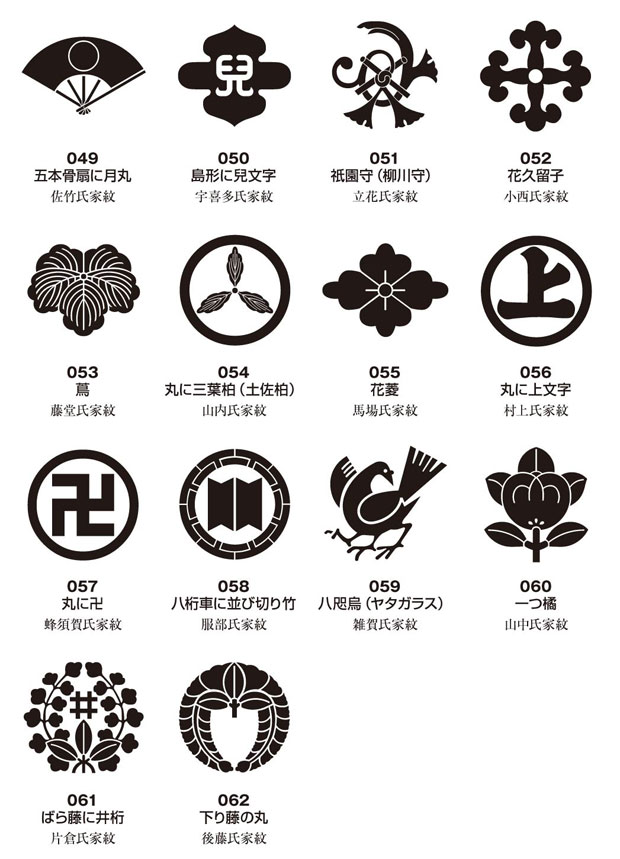 兒
049
五本骨扇に月丸
佐竹氏家紋
050
島形に兒文字
宇喜多氏家紋
051
祇園守（柳川守）
立花氏家紋
052
花久留子
小西氏家紋
上
053
蔦
藤堂氏家紋
054
丸に三葉柏（土佐柏）
山内氏家紋
055
花菱
馬場氏家紋
056
丸に上文字
村上氏家紋
卍
057
丸に卍
蜂須賀氏家紋
058
八桁車に並び切り竹
服部氏家紋
059
八咫烏（ヤタガラス）
雑賀氏家紋
060
一つ橘
山中氏家紋
井
061
ばら藤に井桁
片倉氏家紋
062
下り藤の丸
後藤氏家紋